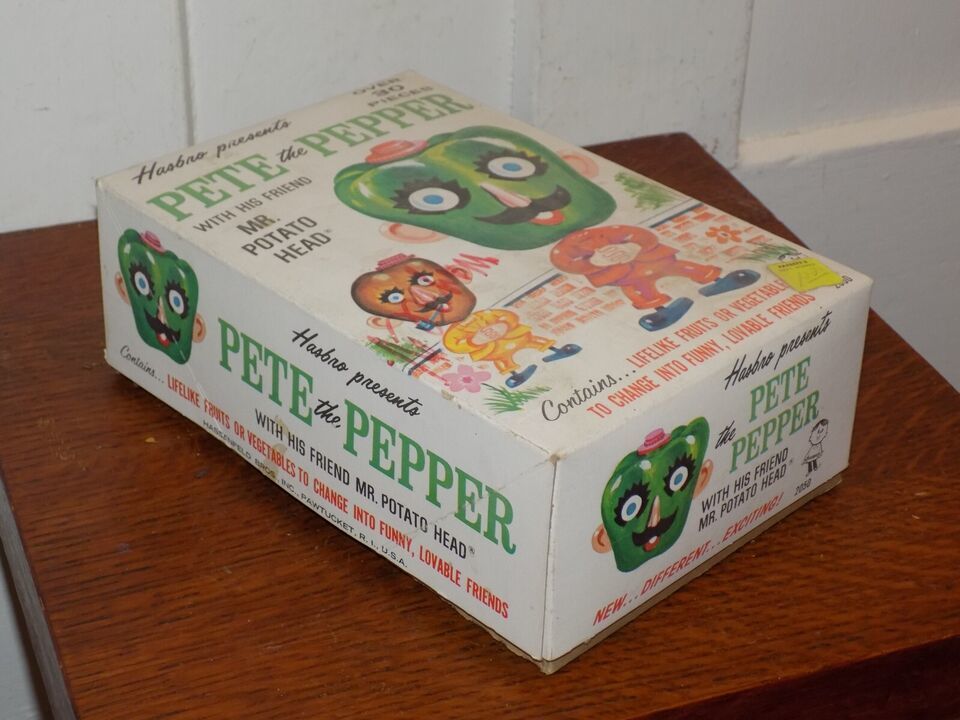 OVER
30
PIECES
Hasbro presents
PETE the PEPPER
WITH HIS FRIEND
MR.
POTATO
HEAD®
Contains... LIFELIKE FRUITS OR VEGETABLES
TO CHANGE INTO FUNNY, LOVABLE FRIENDS
Hasbro presents
PETE the PEPPER
WITH HIS FRIEND MR. POTATO HEAD®
Contains... LIFELIKE FRUITS OR VEGETABLES TO CHANGE INTO FUNNY, LOVABLE FRIENDS
HASSENFELD BROS. INC., PAWTUCKET, R. I., U.S.A.
Hasbro presents
PETE
the PEPPER
WITH HIS FRIEND
MR. POTATO HEAD®
2050
NEW...DIFFERENT...EXCITING!